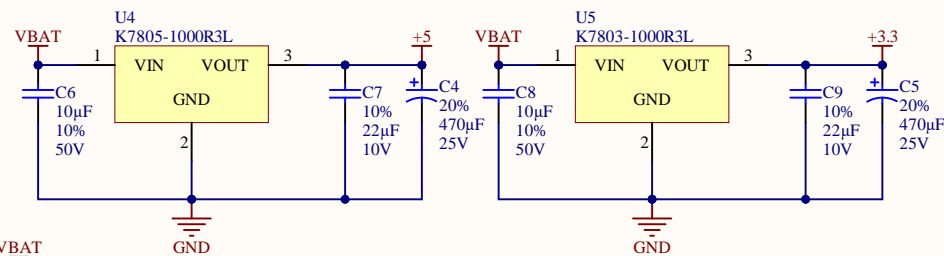 U4
K7805-1000R3L
VBAT
+5
1
VIN
VOUT
3
GND
2
C6
10µF
10%
50V
C7
10%
22µF
10V
+
C4
20%
470µF
25V
GND
U5
K7803-1000R3L
VBAT
+3.3
1
VIN
VOUT
3
GND
2
C8
10µF
10%
50V
C9
10%
22µF
10V
+
C5
20%
470µF
25V
GND
VBAT